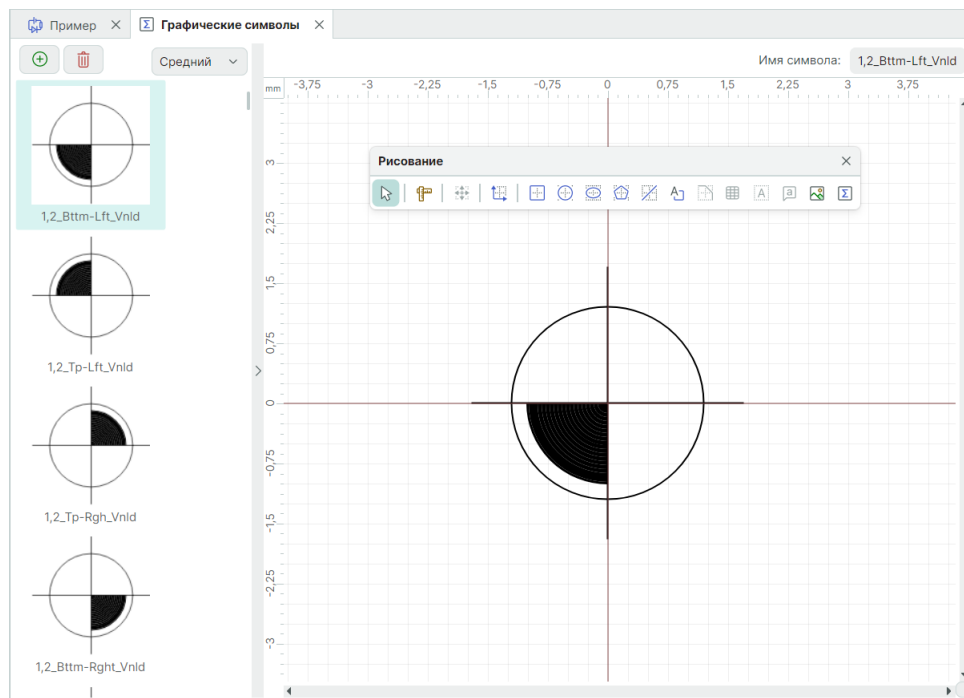 Пример
Графические символы
Средний
Имя символа: 1,2_Bttm-Lft_Vnld
mm -3,75 -3 -2,25 -1,5 -0,75 0 0,75 1,5 2,25 3 3,75
1,2_Bttm-Lft_Vnld
1,2_Tp-Lft_Vnld
1,2_Tp-Rgh_Vnld
1,2_Bttm-Rght_Vnld
Рисование
3
2,25
1,5
0,75
0
-0,75
-1,5
-2,25
-3